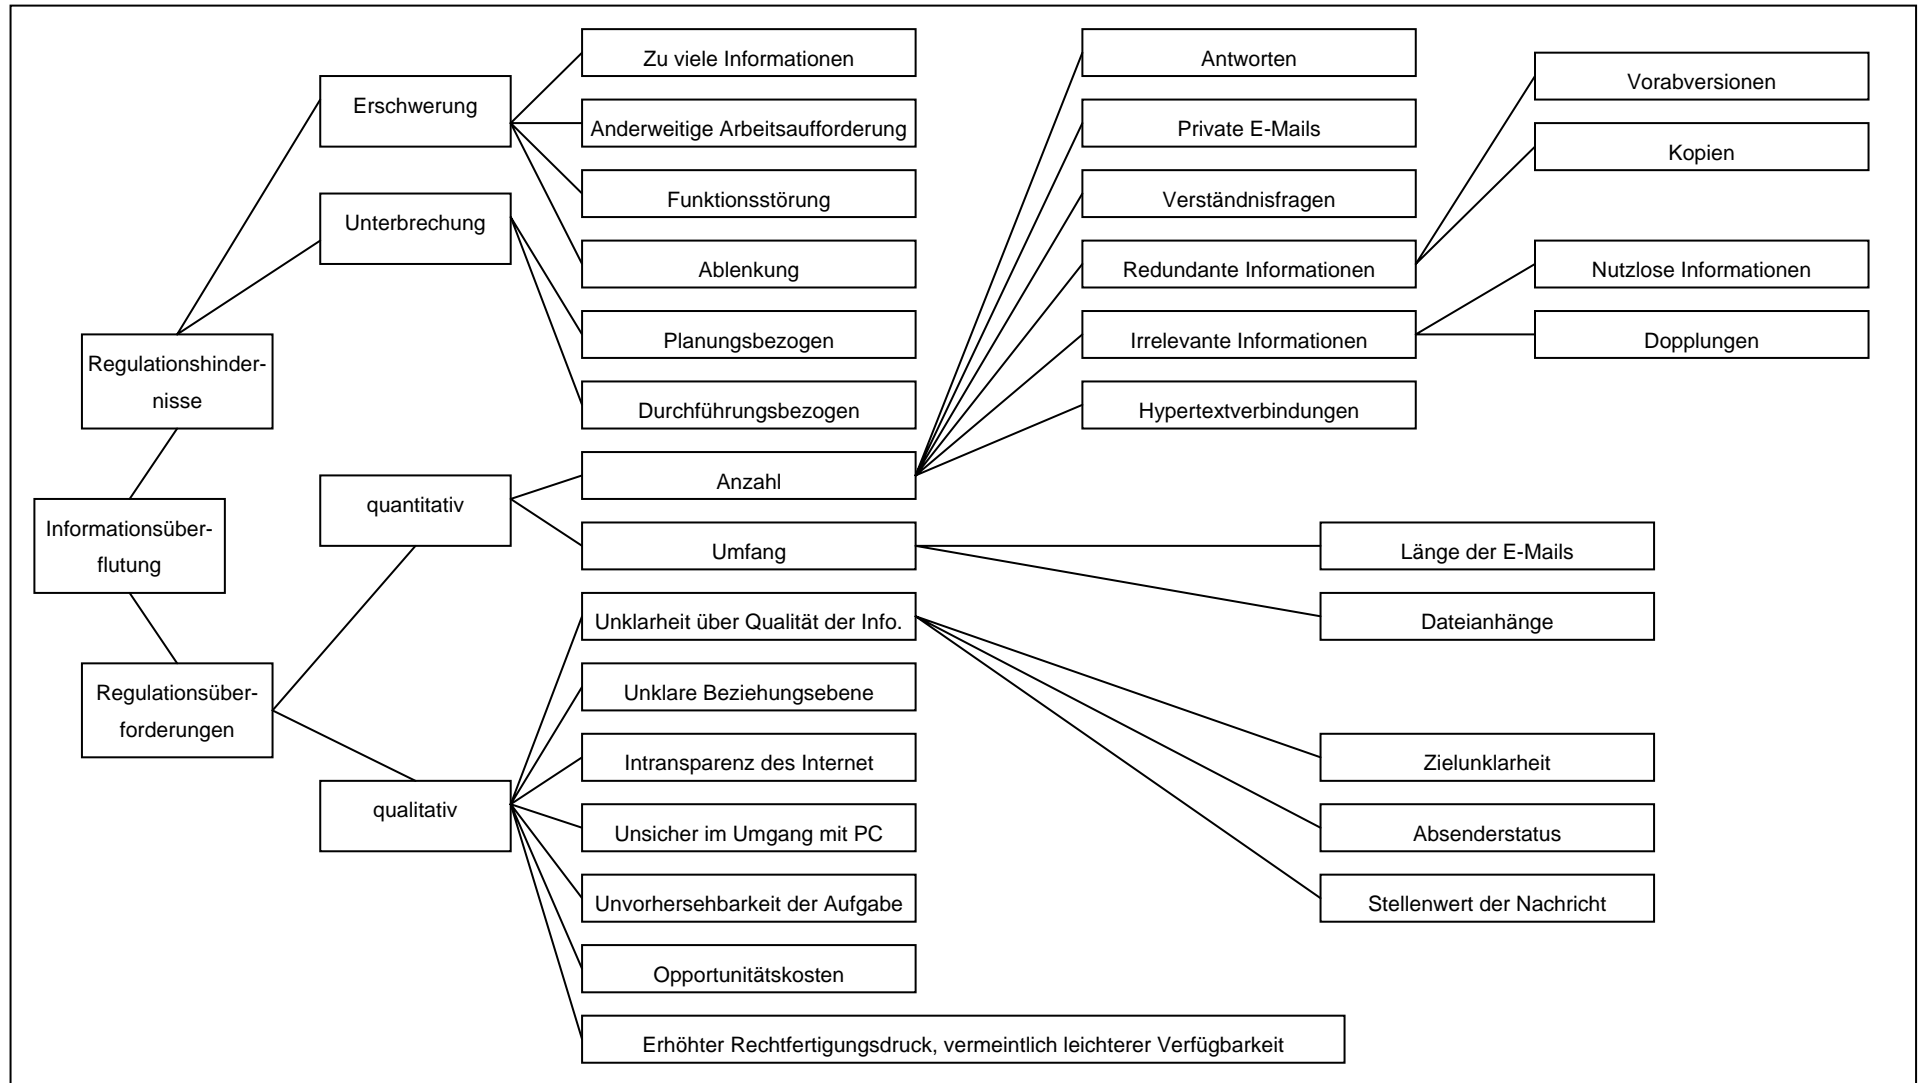 Informationsüber-
flutung
Regulationshinder-
nisse
Regulationsüber-
forderungen
Erschwerung
Unterbrechung
quantitativ
qualitativ
Zu viele Informationen
Anderweitige Arbeitsaufforderung
Funktionsstörung
Ablenkung
Planungsbezogen
Durchführungsbezogen
Anzahl
Umfang
Unklarheit über Qualität der Info.
Unklare Beziehungsebene
Intransparenz des Internet
Unsicher im Umgang mit PC
Unvorhersehbarkeit der Aufgabe
Opportunitätskosten
Erhöhter Rechtfertigungsdruck, vermeintlich leichterer Verfügbarkeit
Antworten
Private E-Mails
Verständnisfragen
Redundante Informationen
Irrelevante Informationen
Hypertextverbindungen
Länge der E-Mails
Dateianhänge
Zielunklarheit
Absenderstatus
Stellenwert der Nachricht
Vorabversionen
Kopien
Nutzlose Informationen
Dopplungen